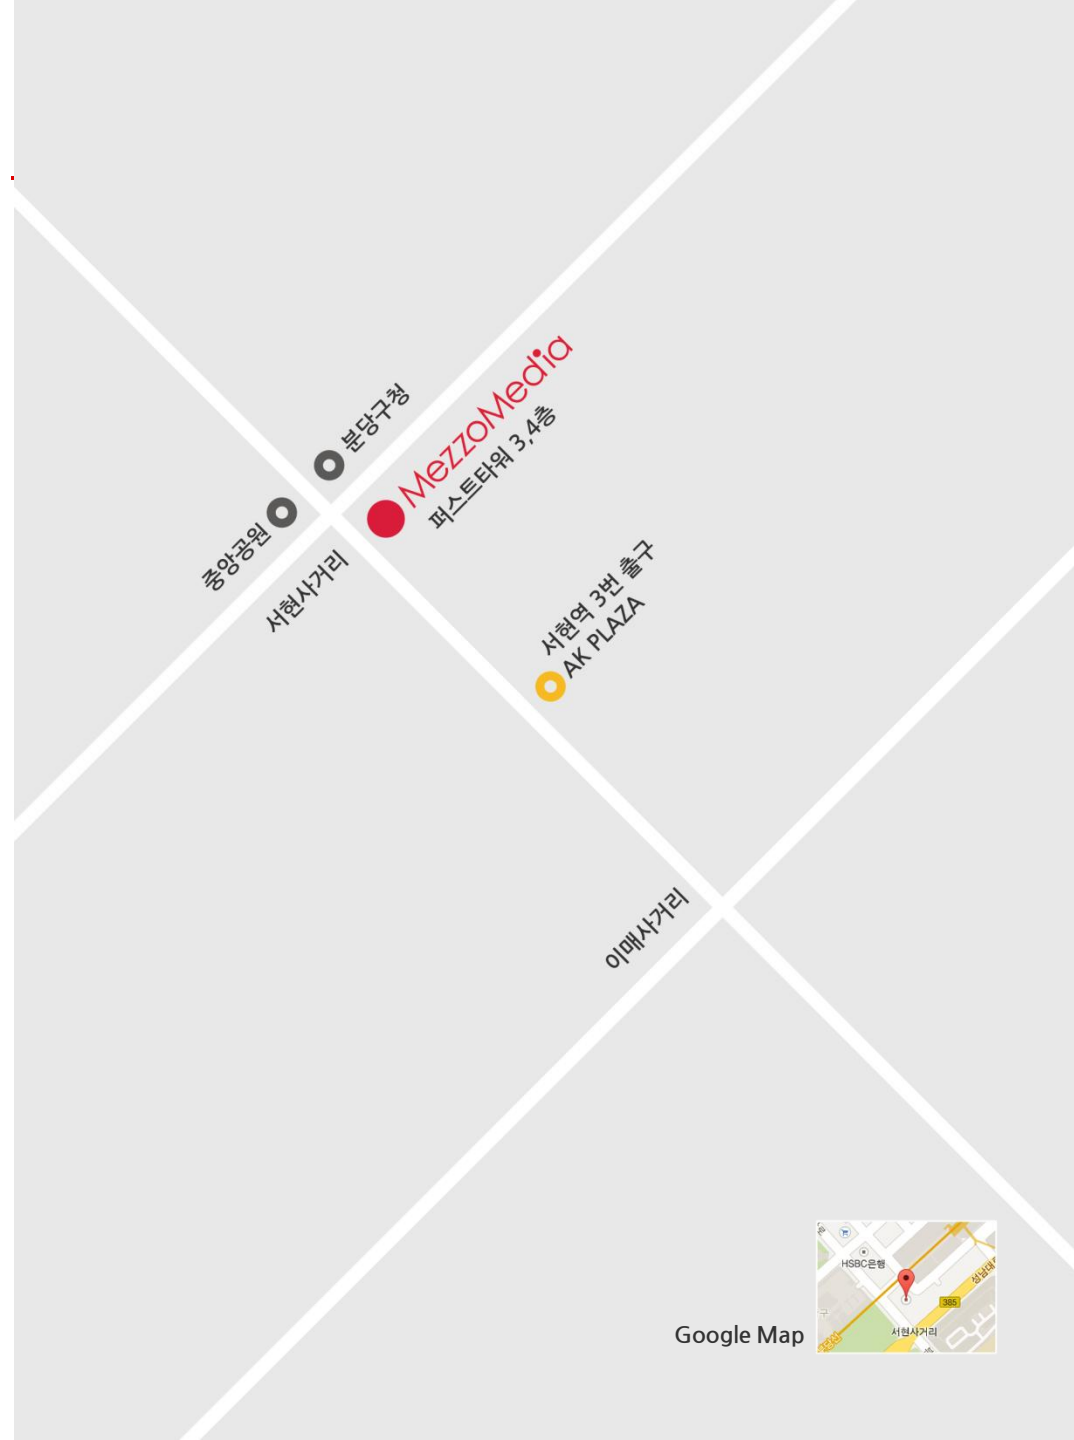 분당구청
MezzoMedia
퍼스트타워 3,4층
중앙공원
서현사거리
서현역 3번 출구
AK PLAZA
이매사거리
Google Map
HSBC은행
385
서현사거리